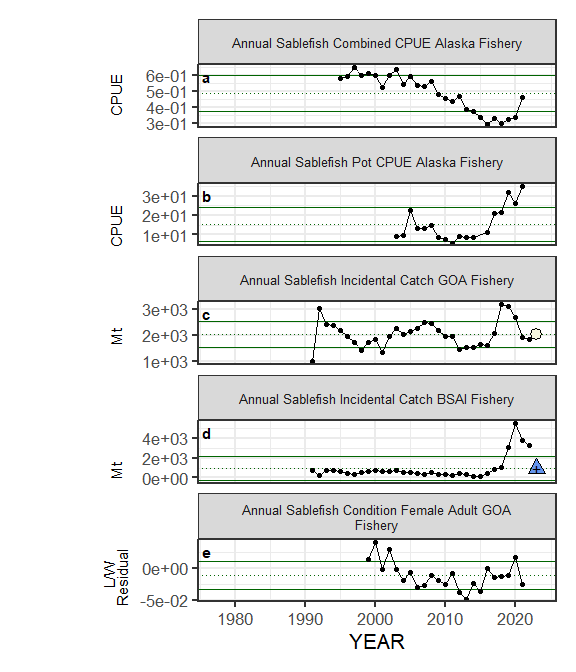 Annual Sablefish Combined CPUE Alaska Fishery
CPUE
a
6e-01
5e-01
4e-01
3e-01
Annual Sablefish Pot CPUE Alaska Fishery
CPUE
b
3e+01
2e+01
1e+01
Annual Sablefish Incidental Catch GOA Fishery
Mt
c
3e+03
2e+03
1e+03
Annual Sablefish Incidental Catch BSAI Fishery
Mt
d
4e+03
2e+03
0e+00
Annual Sablefish Condition Female Adult GOA
Fishery
L/W
Residual
e
0e+00
-5e-02
1980 1990 2000 2010 2020
YEAR